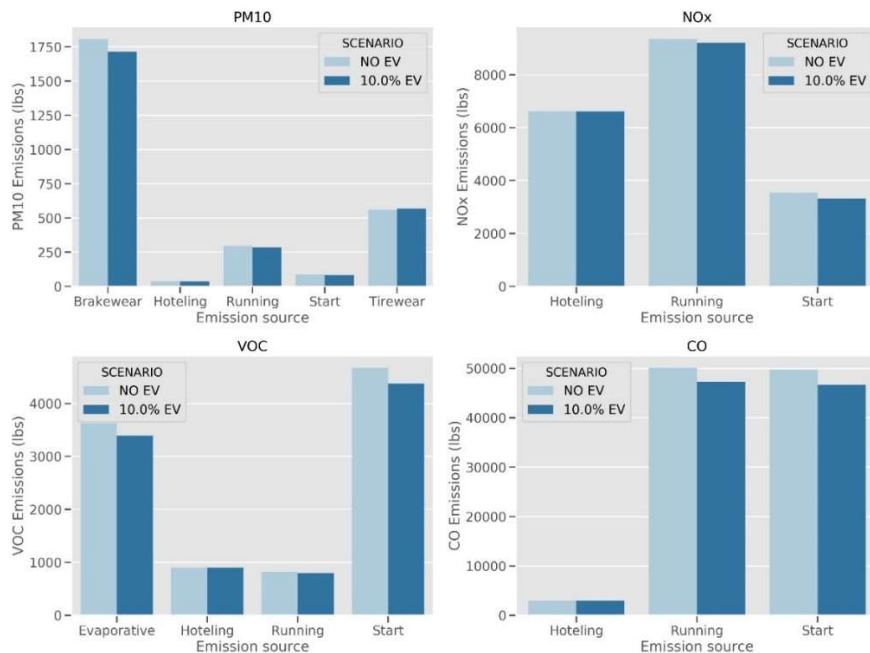 PM10
PM10 Emissions (lbs)
1750
1500
1250
1000
750
500
250
0
SCENARIO
NO EV
10.0% EV
Brakewear Hoteling Running Start Tirewear
Emission source
NOx
NOx Emissions (lbs)
8000
6000
4000
2000
0
SCENARIO
NO EV
10.0% EV
Hoteling Running Start
Emission source
VOC
VOC Emissions (lbs)
4000
3000
2000
1000
0
SCENARIO
NO EV
10.0% EV
Evaporative Hoteling Running Start
Emission source
CO
CO Emissions (lbs)
50000
40000
30000
20000
10000
0
SCENARIO
NO EV
10.0% EV
Hoteling Running Start
Emission source